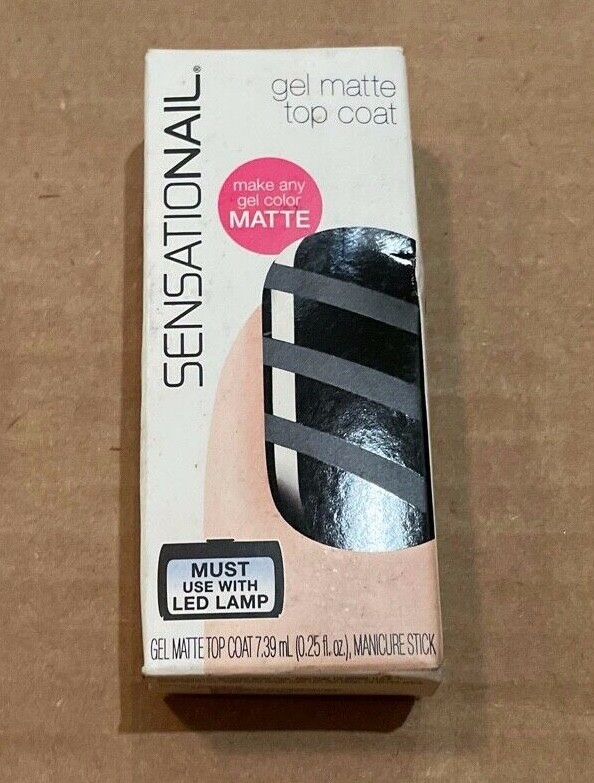 SENSATIONAIL®
gel matte
top coat
make any
gel color
MATTE
MUST
USE WITH
LED LAMP
GEL MATTE TOP COAT 7.39 mL (0.25 fl. oz.), MANICURE STICK